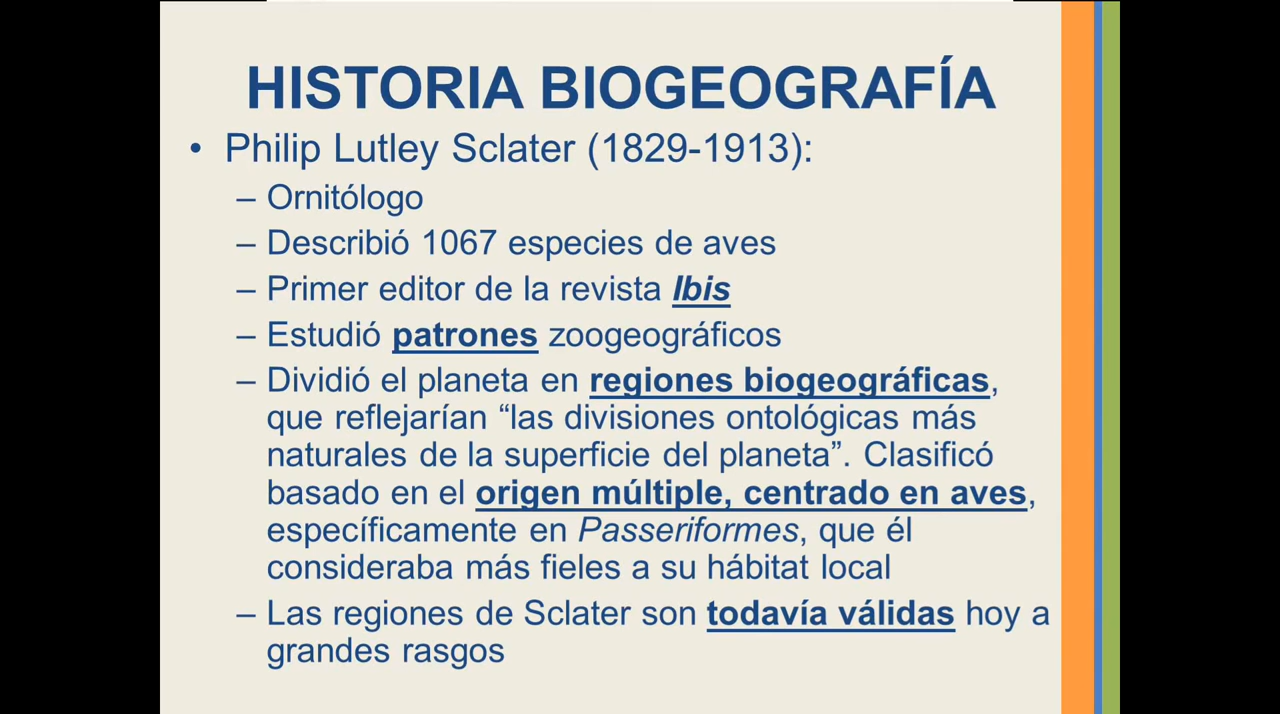 HISTORIA BIOGEOGRAFÍA
• Philip Lutley Sclater (1829-1913):
– Ornitólogo
– Describió 1067 especies de aves
– Primer editor de la revista Ibis
– Estudió patrones zoogeográficos
– Dividió el planeta en regiones biogeográficas,
que reflejarían “las divisiones ontológicas más
naturales de la superficie del planeta”. Clasificó
basado en el origen múltiple, centrado en aves,
específicamente en Passeriformes, que él
consideraba más fieles a su hábitat local
– Las regiones de Sclater son todavía válidas hoy a
grandes rasgos